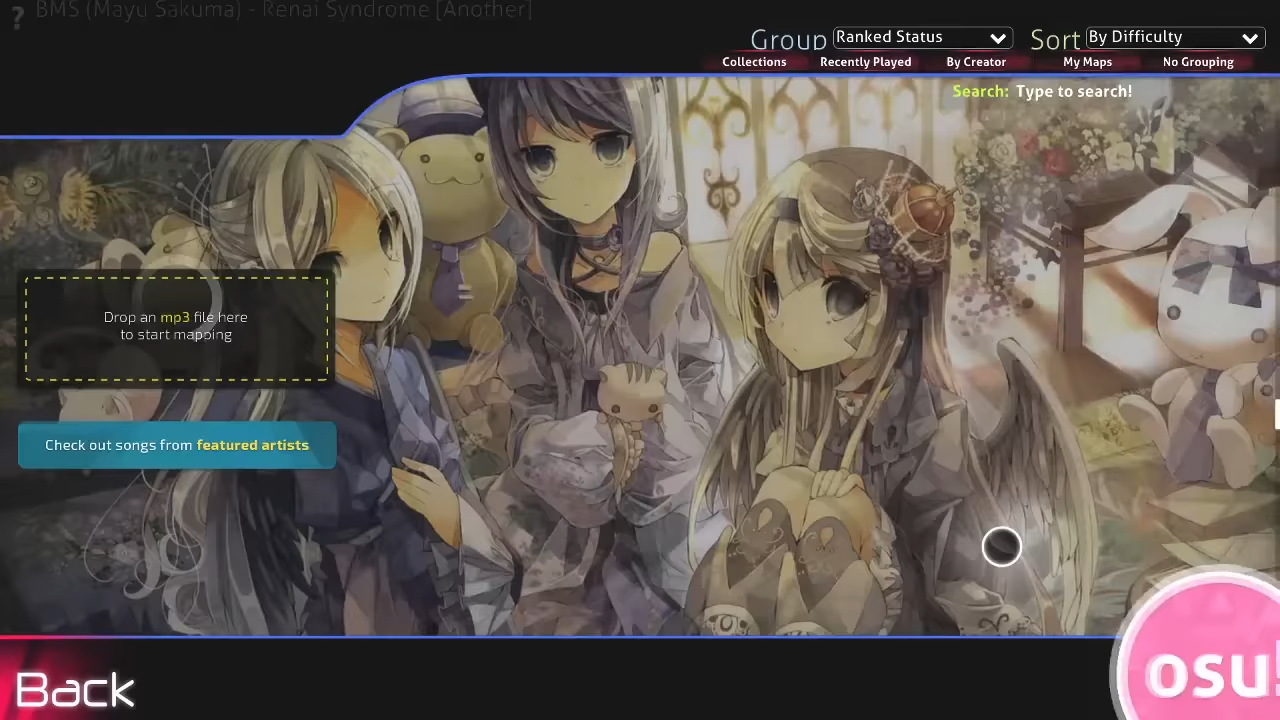 ? BMS (Mayu Sakuma) - Renai Syndrome [Another]
Group Ranked Status Sort By Difficulty
Collections Recently Played By Creator My Maps No Grouping
Search: Type to search!
Drop an mp3 file here
to start mapping
Check out songs from featured artists
Back
osu!